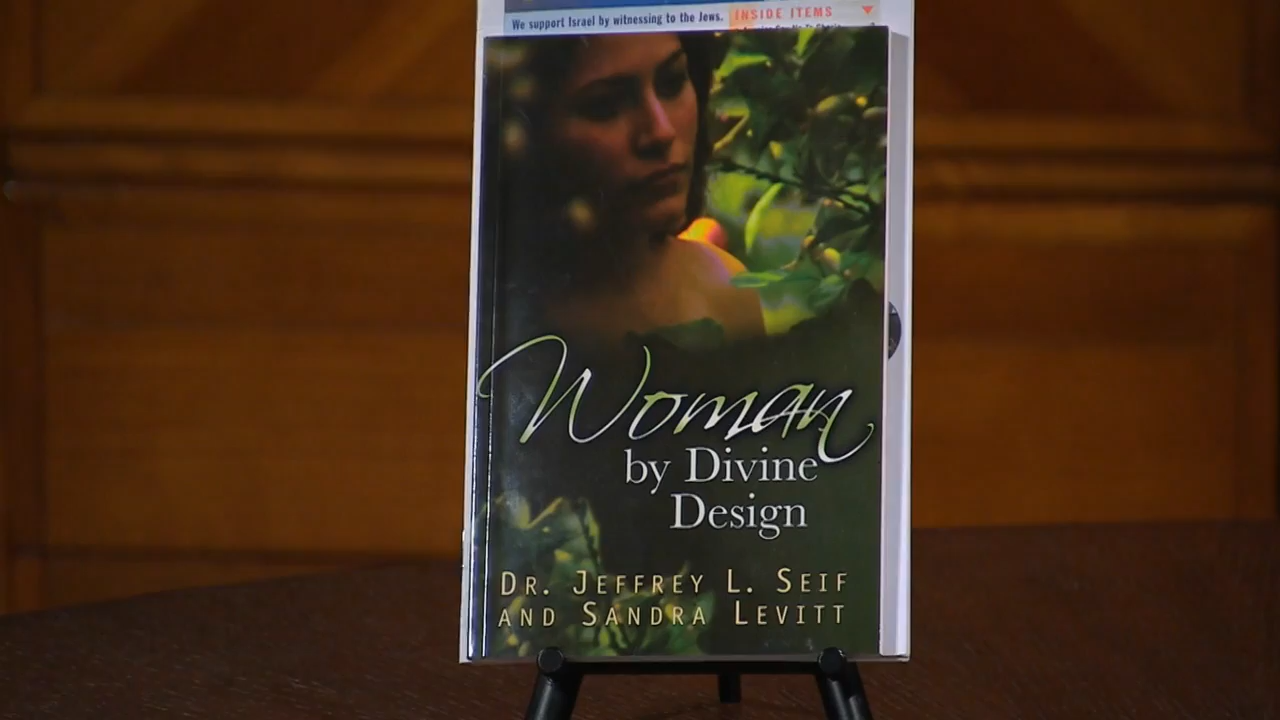 We support Israel by witnessing to the Jews.
INSIDE ITEMS
Woman
by Divine
Design
DR. JEFFREY L. SEIF
AND SANDRA LEVITT